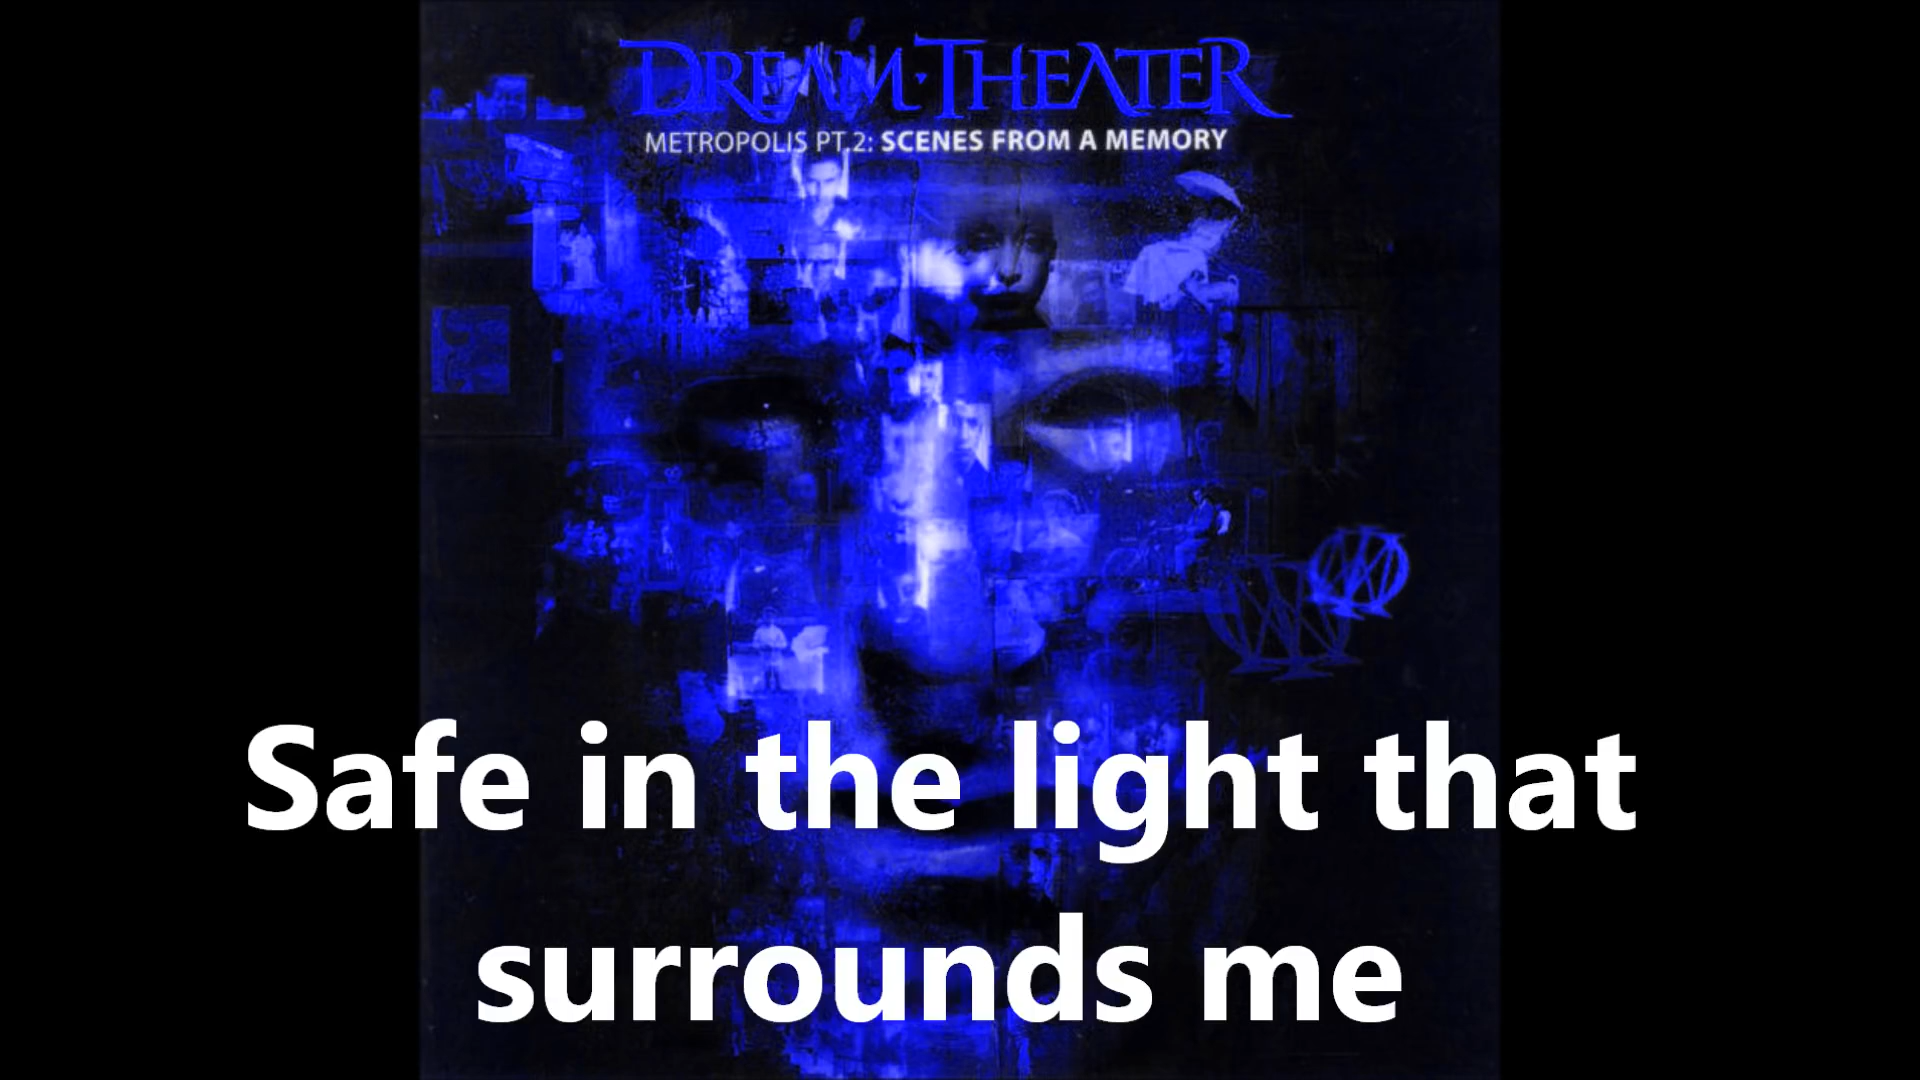 DREAM THEATER
METROPOLIS PT.2: SCENES FROM A MEMORY
Safe in the light that
surrounds me